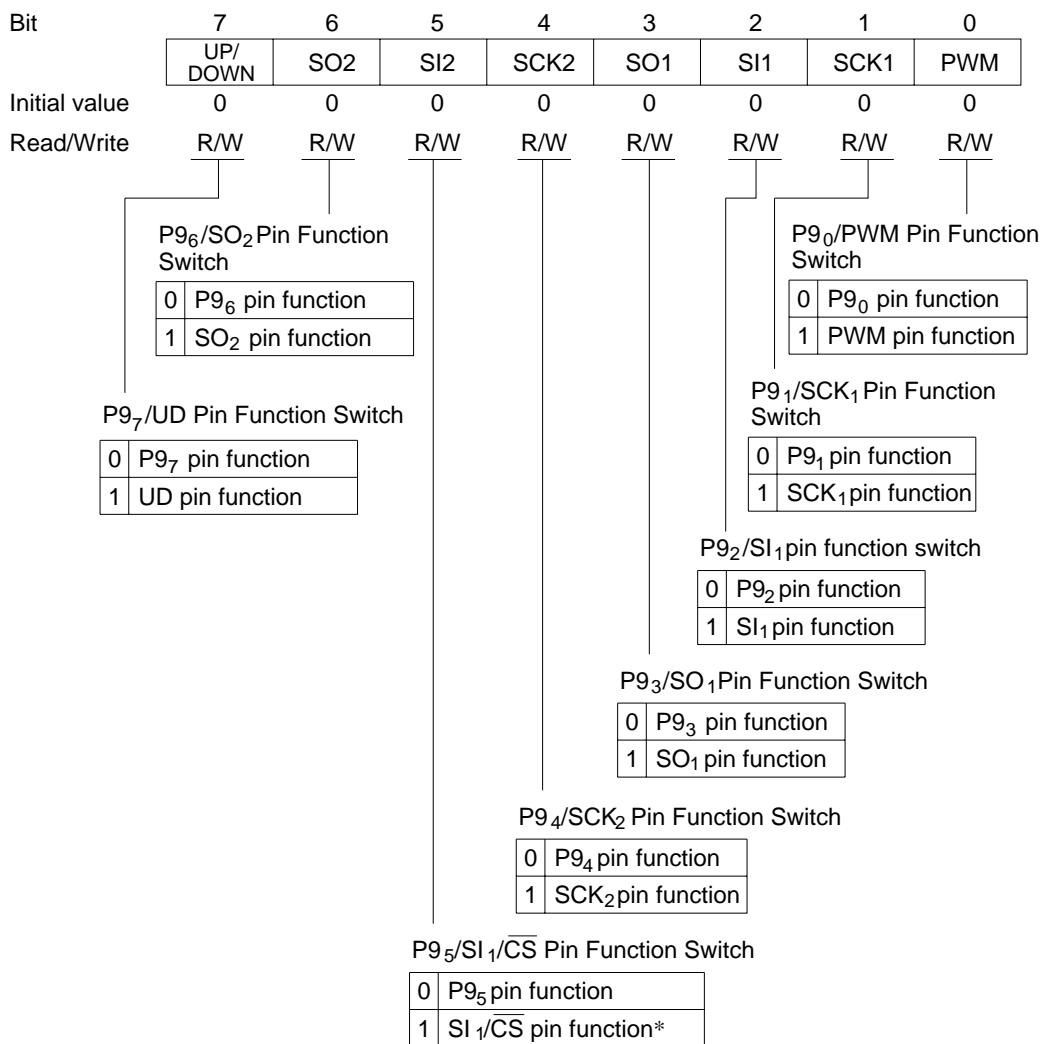 Bit 7 6 5 4 3 2 1 0
UP/DOWN SO2 SI2 SCK2 SO1 SI1 SCK1 PWM
Initial value 0 0 0 0 0 0 0 0
Read/Write R/W R/W R/W R/W R/W R/W R/W R/W
P9₆/SO₂ Pin Function
Switch
0 P9₆ pin function
1 SO₂ pin function
P9₀/PWM Pin Function
Switch
0 P9₀ pin function
1 PWM pin function
P9₇/UD Pin Function Switch
0 P9₇ pin function
1 UD pin function
P9₁/SCK₁ Pin Function
Switch
0 P9₁ pin function
1 SCK₁ pin function
P9₂/SI₁ pin function switch
0 P9₂ pin function
1 SI₁ pin function
P9₃/SO₁ Pin Function Switch
0 P9₃ pin function
1 SO₁ pin function
P9₄/SCK₂ Pin Function Switch
0 P9₄ pin function
1 SCK₂ pin function
P9₅/SI₁/C̅S̅ Pin Function Switch
0 P9₅ pin function
1 SI₁/C̅S̅ pin function*